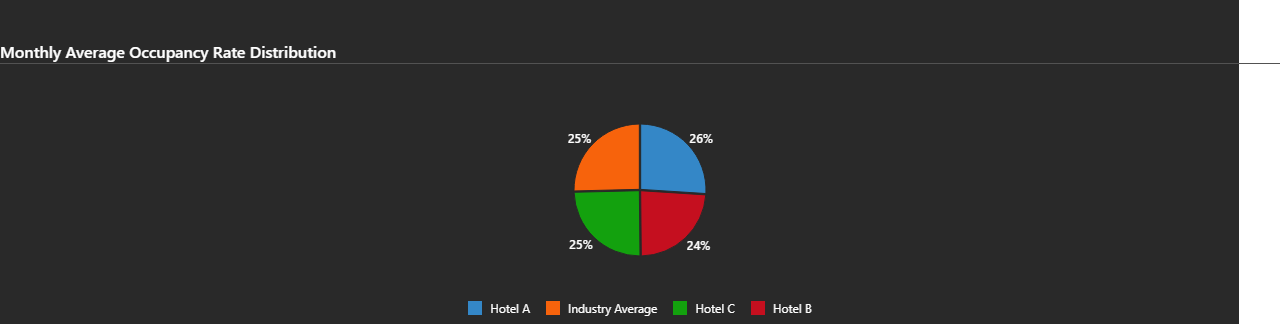 Monthly Average Occupancy Rate Distribution
25%
26%
25%
24%
Hotel A
Industry Average
Hotel C
Hotel B